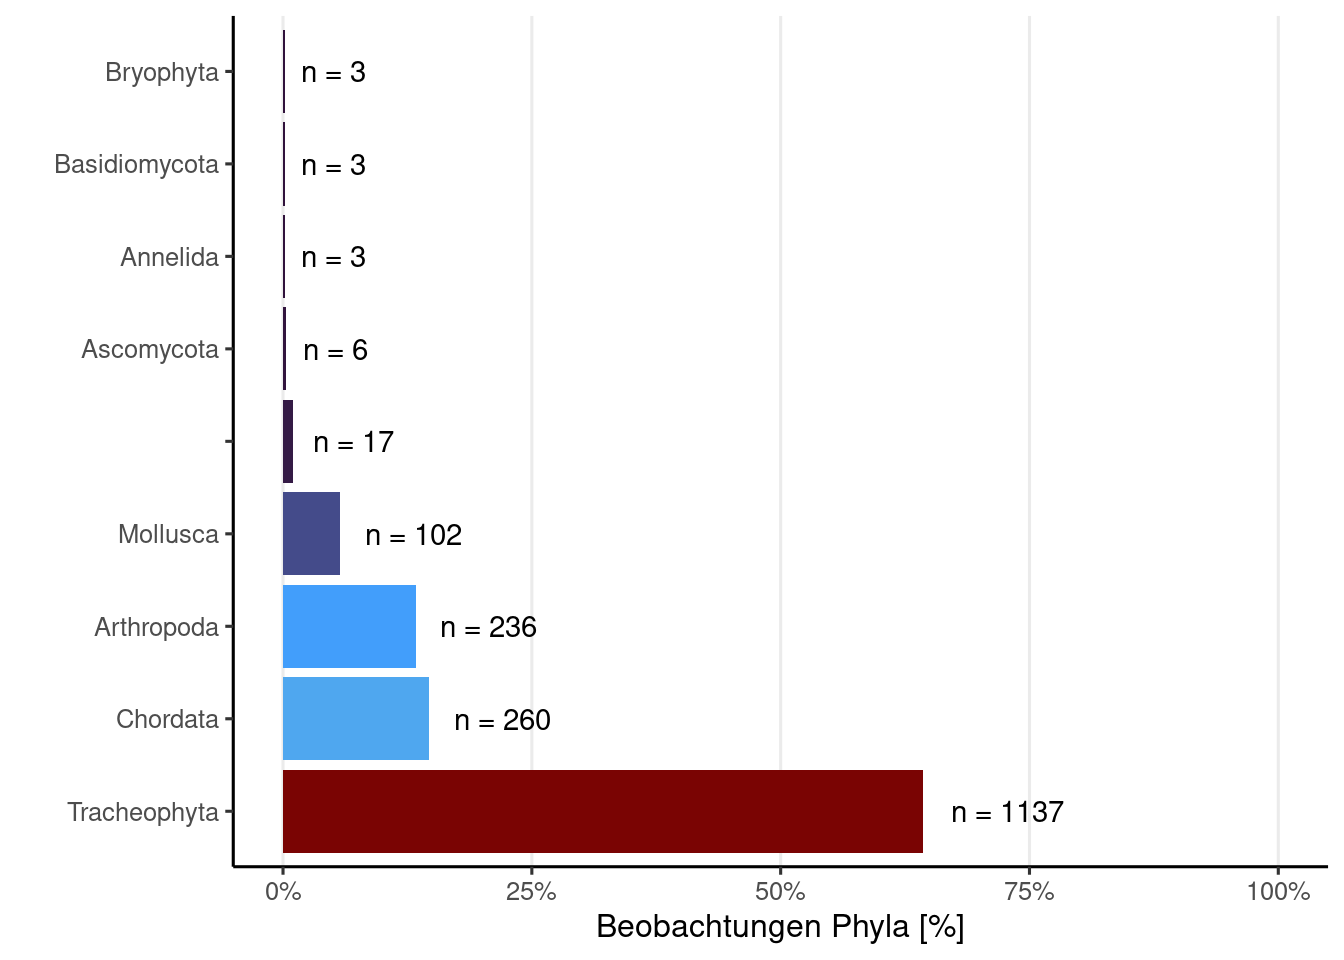 Bryophyta n = 3
Basidiomycota n = 3
Annelida n = 3
Ascomycota n = 6
n = 17
Mollusca n = 102
Arthropoda n = 236
Chordata n = 260
Tracheophyta n = 1137
0% 25% 50% 75% 100%
Beobachtungen Phyla [%]